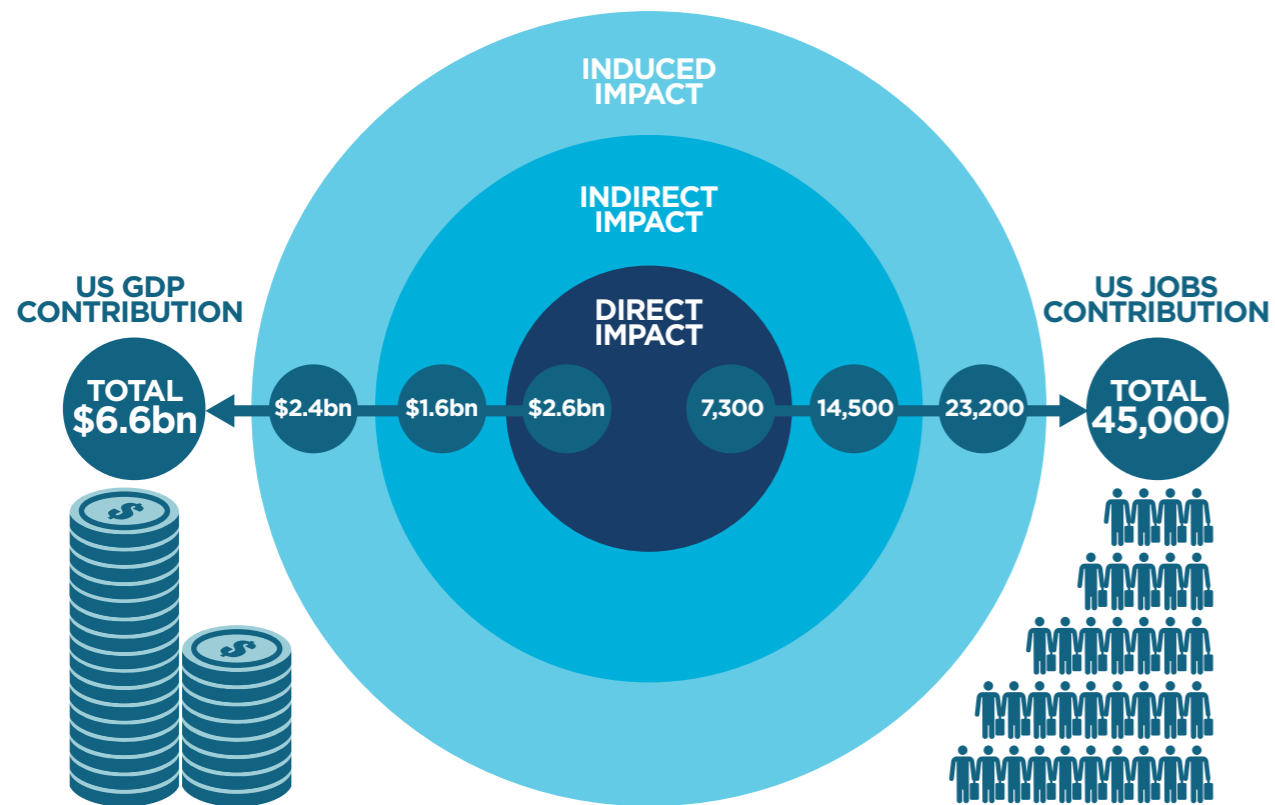 INDUCED
IMPACT
INDIRECT
IMPACT
DIRECT
IMPACT
US GDP
CONTRIBUTION
TOTAL
$6.6bn
$2.4bn
$1.6bn
$2.6bn
7,300
14,500
23,200
US JOBS
CONTRIBUTION
TOTAL
45,000
$
$